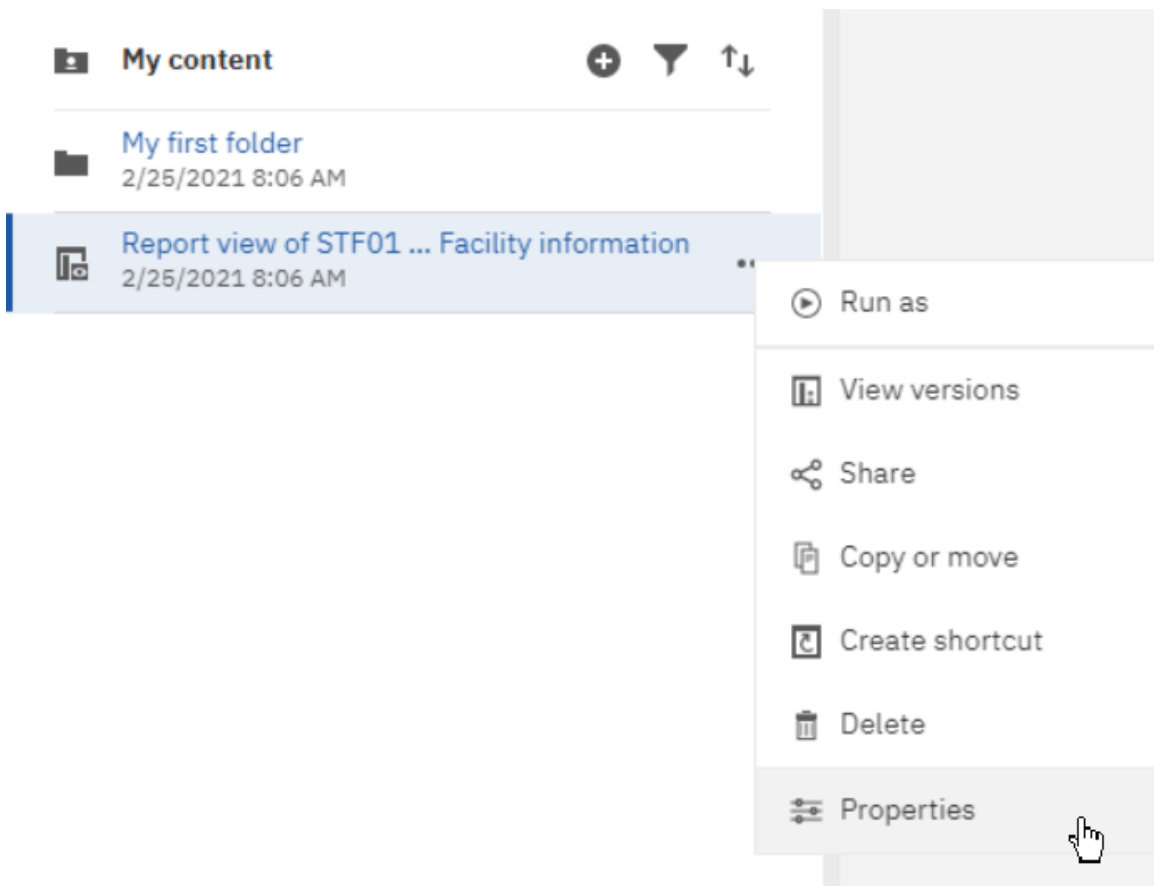 My content
My first folder
2/25/2021 8:06 AM
Report view of STF01 ... Facility information
2/25/2021 8:06 AM
Run as
View versions
Share
Copy or move
Create shortcut
Delete
Properties